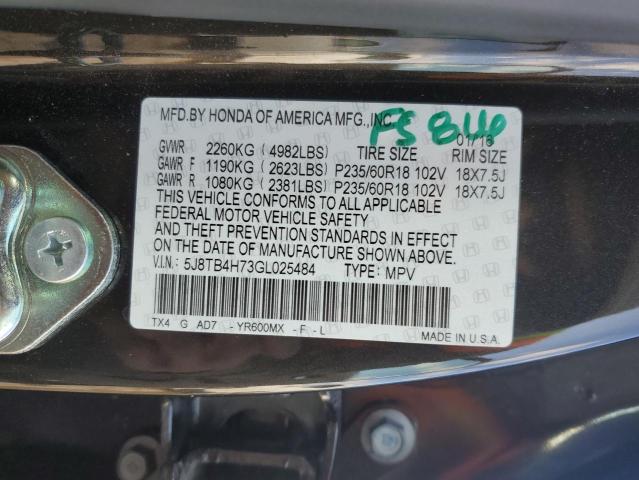 MFD.BY HONDA OF AMERICA MFG.,INC.
FS
01/16
GVWR 2260KG ( 4982LBS) TIRE SIZE RIM SIZE
GAWR F 1190KG ( 2623LBS) P235/60R18 102V 18X7.5J
GAWR R 1080KG ( 2381LBS) P235/60R18 102V 18X7.5J
THIS VEHICLE CONFORMS TO ALL APPLICABLE
FEDERAL MOTOR VEHICLE SAFETY
AND THEFT PREVENTION STANDARDS IN EFFECT
ON THE DATE OF MANUFACTURE SHOWN ABOVE.
V.I.N.: 5J8TB4H73GL025484 TYPE: MPV
TX4 G AD7 - YR600MX - F - L
MADE IN U.S.A.